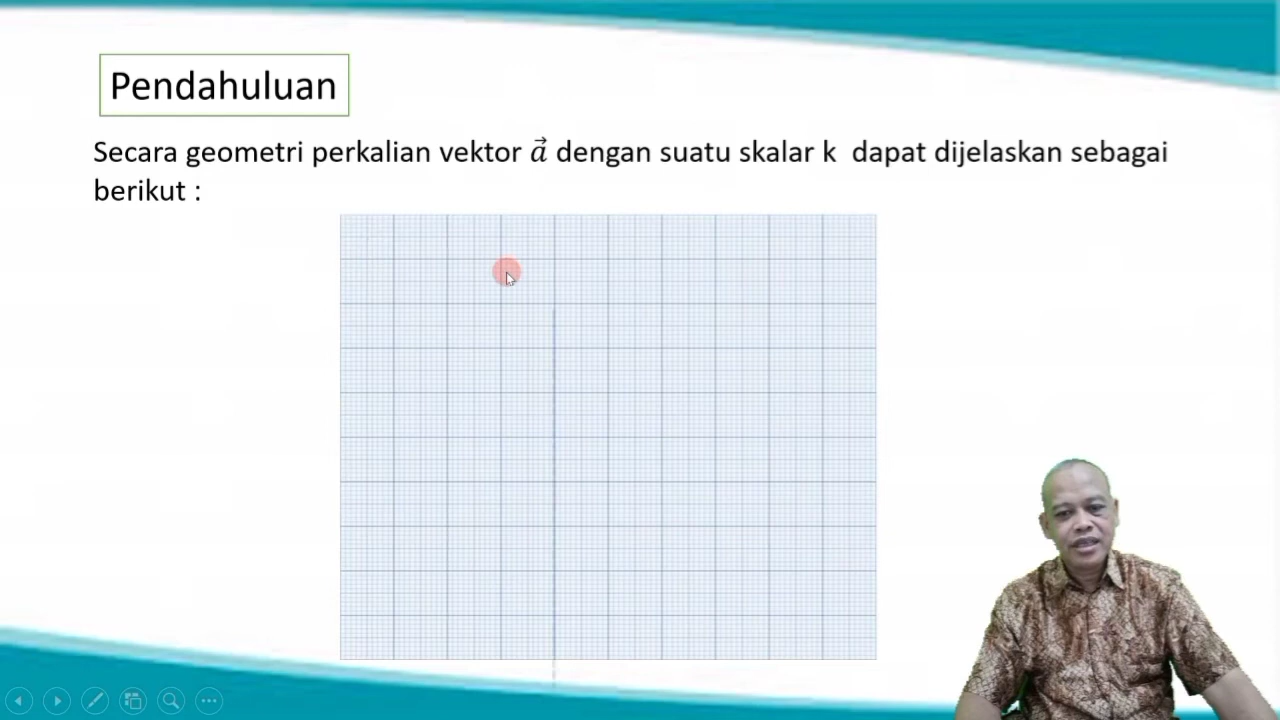 Pendahuluan
Secara geometri perkalian vektor a⃗ dengan suatu skalar k dapat dijelaskan sebagai
berikut :